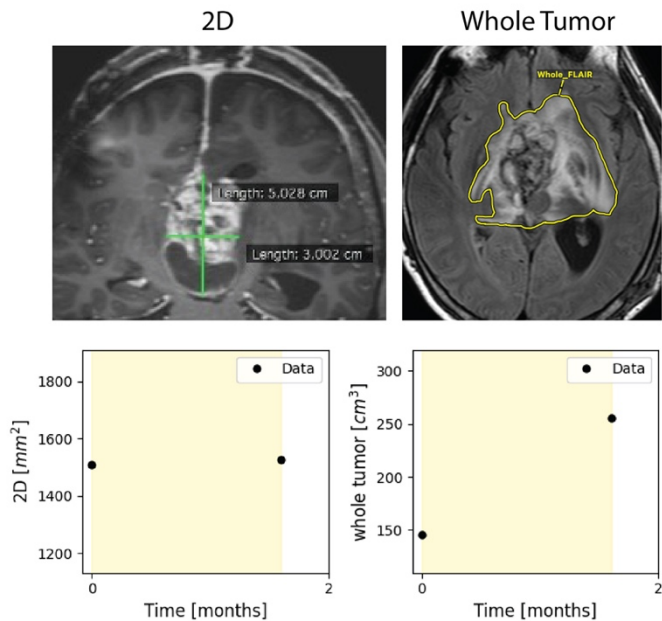 2D
Whole Tumor
Whole_FLAIR
Length: 5.028 cm
Length: 3.002 cm
Data
1800
1600
1400
1200
2D [mm²]
0
2
Time [months]
Data
300
250
200
150
whole tumor [cm³]
0
2
Time [months]